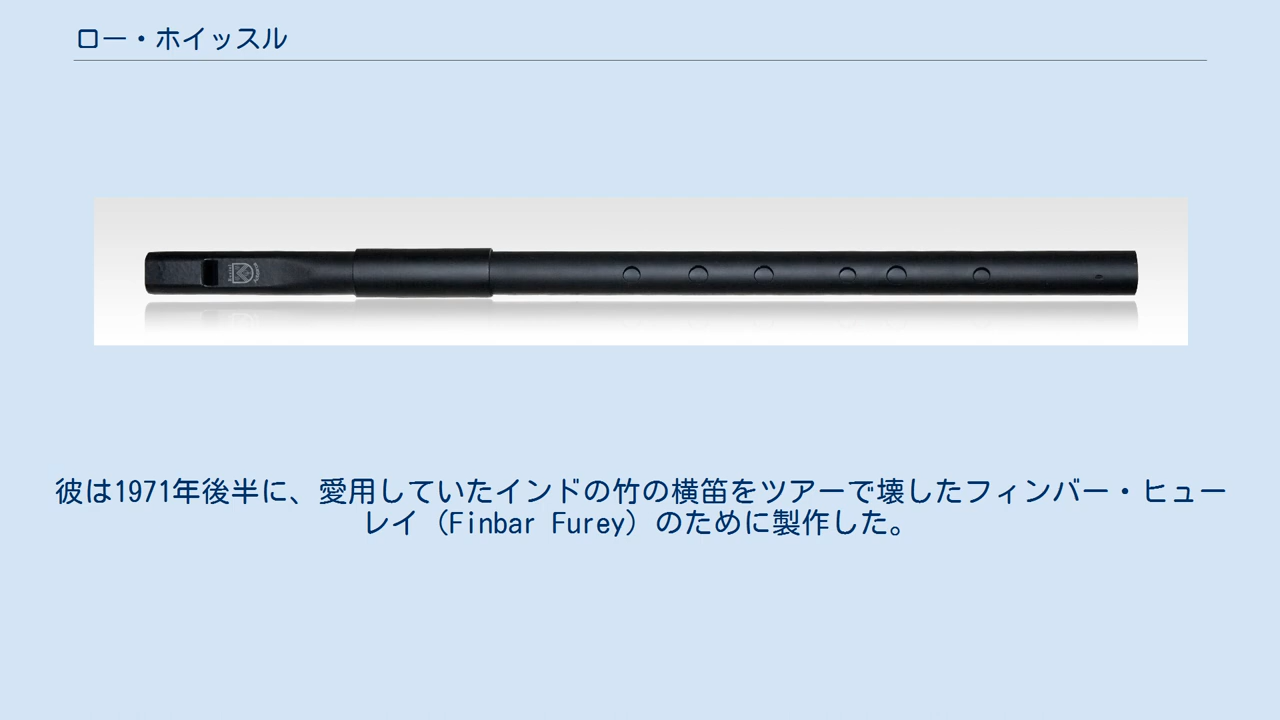 ロー・ホイッスル
彼は1971年後半に、愛用していたインドの竹の横笛をツアーで壊したフィンバー・ヒュー
レイ（Finbar Furey）のために製作した。